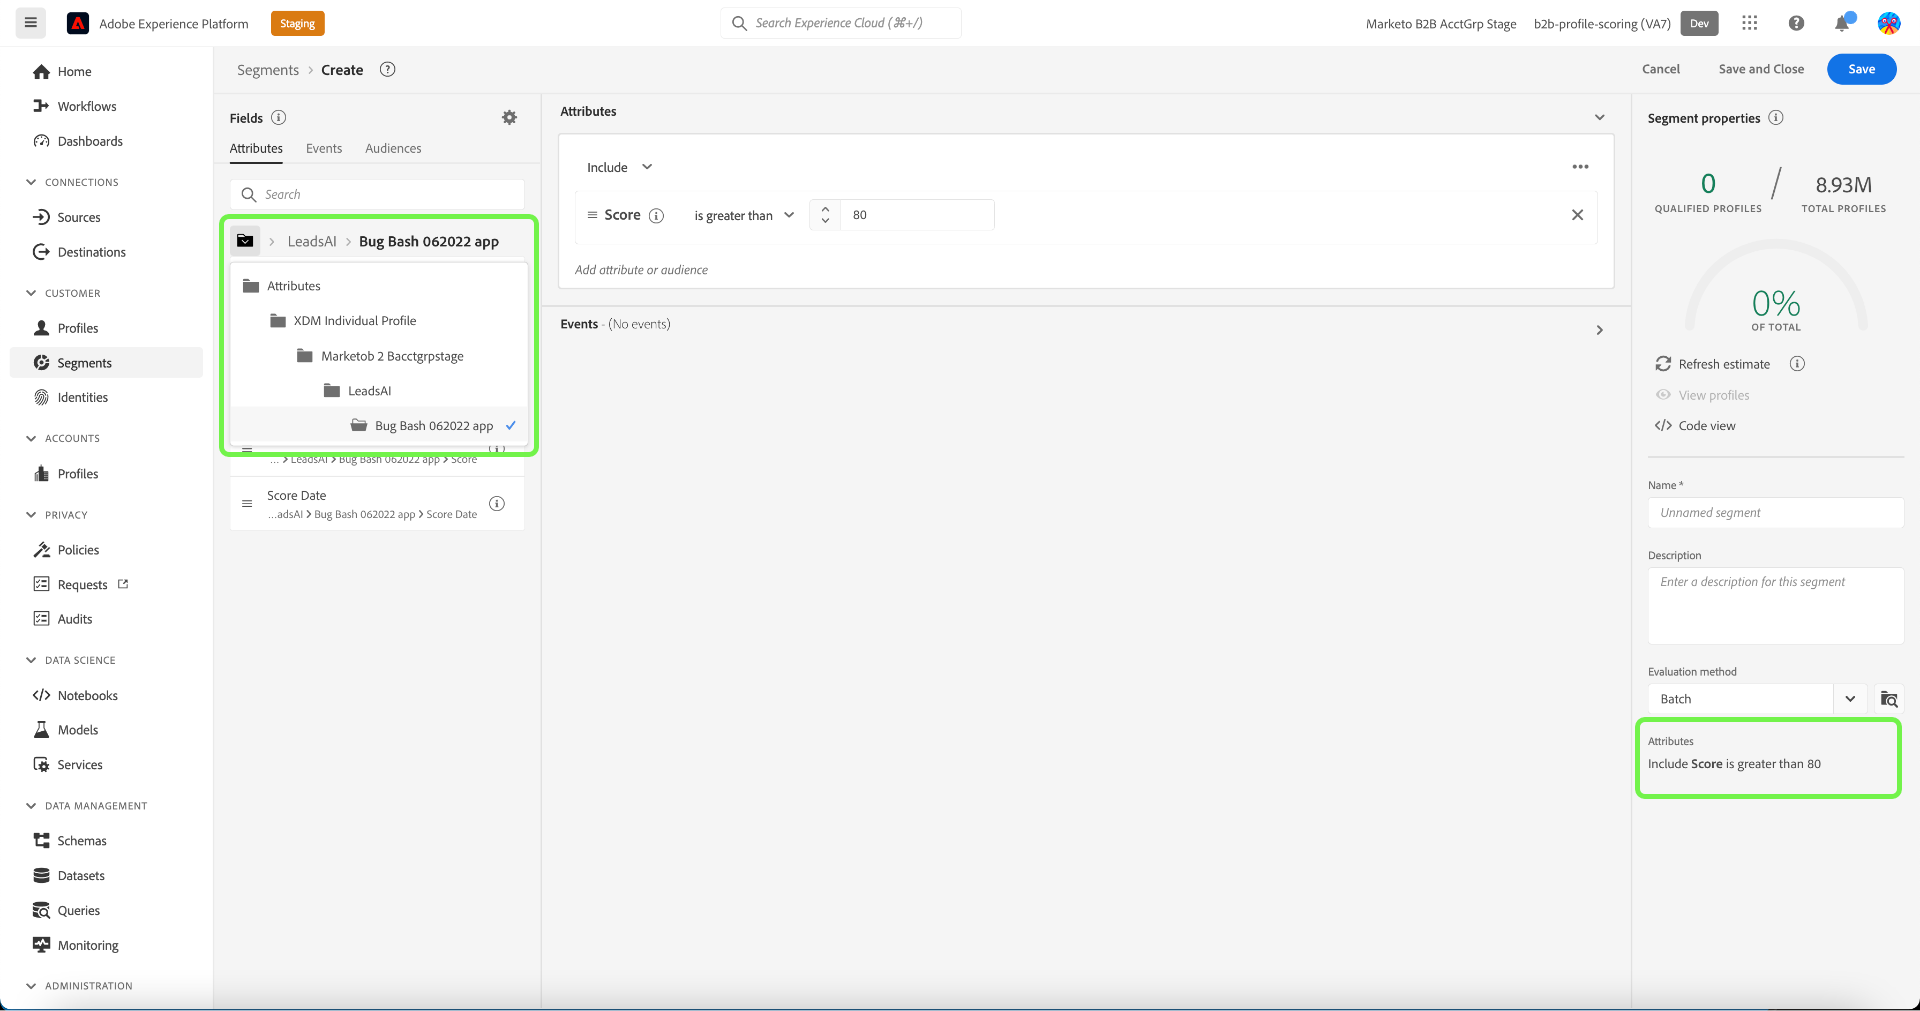 Adobe Experience Platform
Staging
Search Experience Cloud (⌘+/)
Marketo B2B AcctGrp Stage
b2b-profile-scoring (VA7)
Dev
Home
Workflows
Dashboards
CONNECTIONS
Sources
Destinations
CUSTOMER
Profiles
Segments
Identities
ACCOUNTS
Profiles
PRIVACY
Policies
Requests
Audits
DATA SCIENCE
Notebooks
Models
Services
DATA MANAGEMENT
Schemas
Datasets
Queries
Monitoring
ADMINISTRATION
Segments > Create
Cancel
Save and Close
Save
Fields
Attributes Events Audiences
Search
> LeadsAI > Bug Bash 062022 app
Attributes
XDM Individual Profile
Marketob 2 Bacctgrpstage
LeadsAI
Bug Bash 062022 app
... > LeadsAI > Bug Bash 062022 app > Score
Score Date
...adsAI > Bug Bash 062022 app > Score Date
Attributes
Include
Score is greater than 80
Add attribute or audience
Events - (No events)
Segment properties
0 / 8.93M
QUALIFIED PROFILES TOTAL PROFILES
0%
OF TOTAL
Refresh estimate
View profiles
</> Code view
Name *
Unnamed segment
Description
Enter a description for this segment
Evaluation method
Batch
Attributes
Include Score is greater than 80